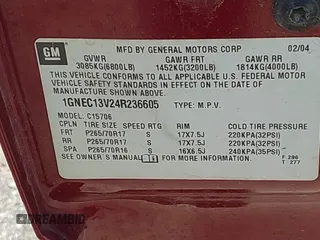 GM
MFD BY GENERAL MOTORS CORP 02/04
GVWR GAWR FRT GAWR RR
3085KG(6800LB) 1452KG(3200LB) 1814KG(4000LB)
THIS VEHICLE CONFORMS TO ALL APPLICABLE U.S. FEDERAL MOTOR
VEHICLE SAFETY STANDARDS IN EFFECT ON THE DATE OF
MANUFACTURE SHOWN ABOVE.
1GNEC13V24R236605 TYPE: M.P.V.
MODEL: C15706
TIRE SIZE SPEED RTG RIM COLD TIRE PRESSURE
FRT P265/70R17 S 17X7.5J 220KPA(32PSI)
RR P265/70R17 S 17X7.5J 220KPA(32PSI)
SPA P265/70R16 S 16X6.5J 240KPA(35PSI)
SEE OWNER'S MANUAL FOR MORE INFORMATION.
F 286
T 277
DREAMBID